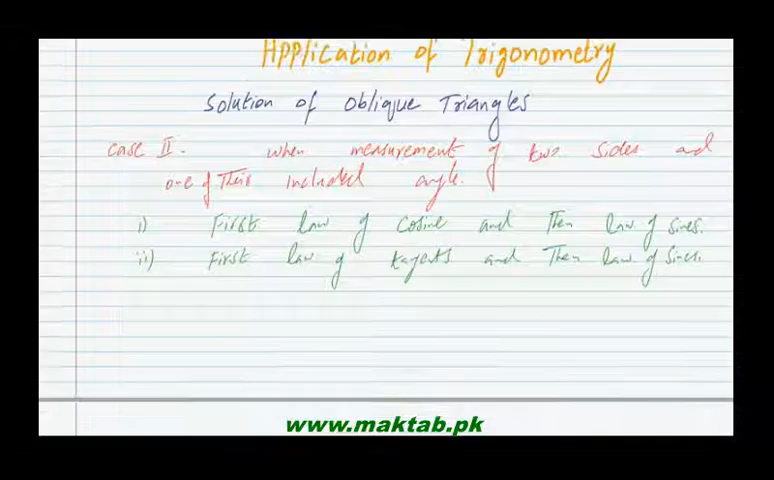 Application of Trigonometry
Solution of Oblique Triangles
Case II. when measurement of two sides and
one of Their included angle.
i) First law of cosine and Then law of sines.
ii) First law of tagents and Then law of sines.
www.maktab.pk